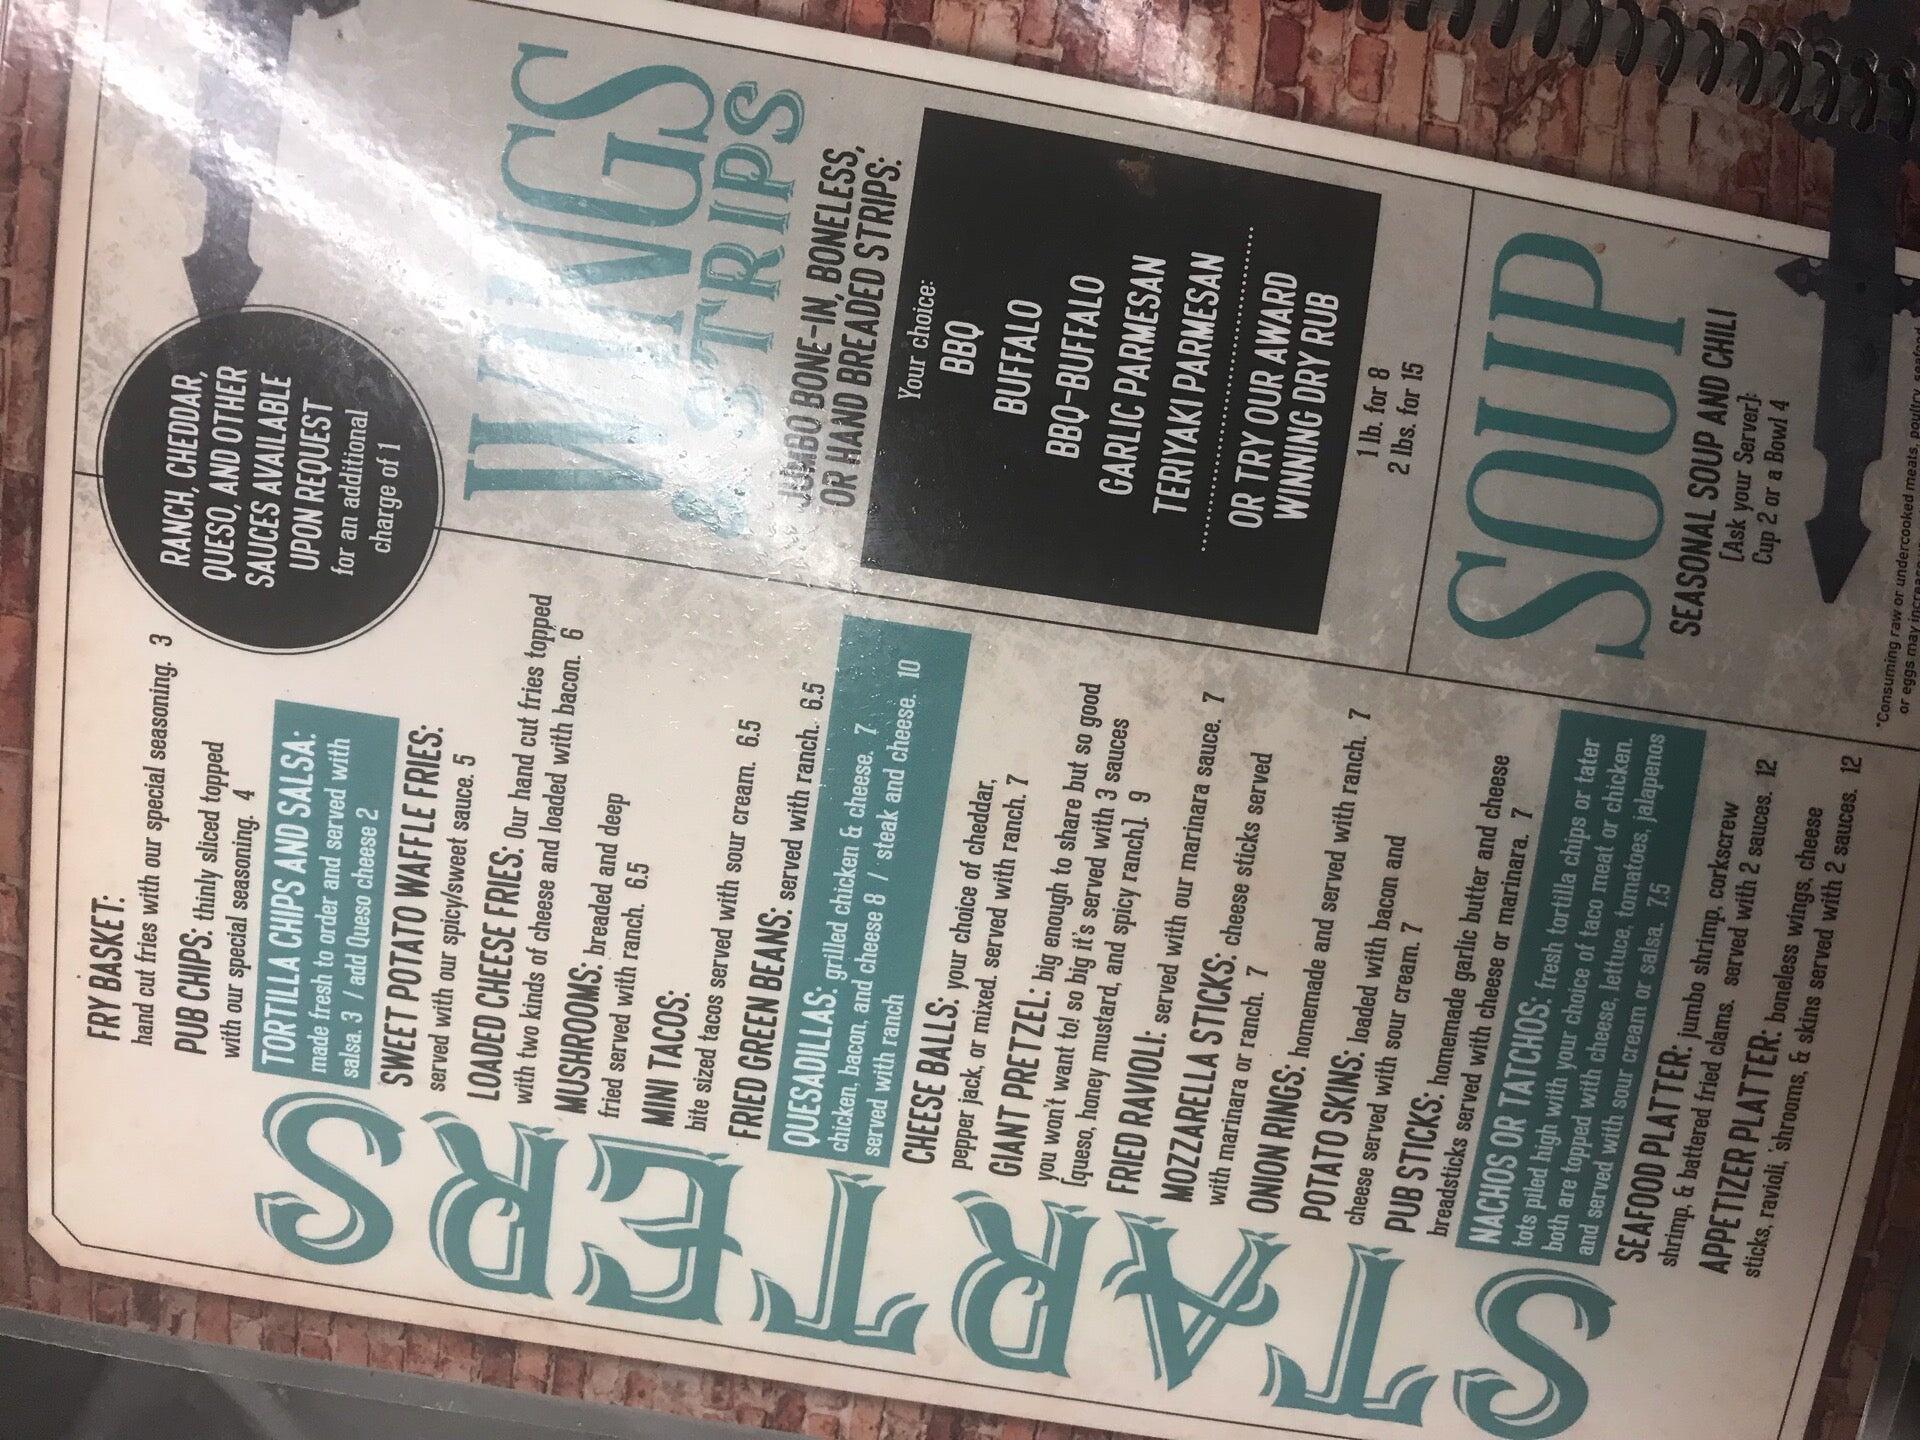 STARTERS
FRY BASKET:
hand cut fries with our special seasoning. 3
PUB CHIPS: thinly sliced topped
with our special seasoning. 4
TORTILLA CHIPS AND SALSA:
made fresh to order and served with
salsa. 3 / add Queso cheese 2
SWEET POTATO WAFFLE FRIES:
served with our spicy/sweet sauce. 5
LOADED CHEESE FRIES: Our hand cut fries topped
with two kinds of cheese and loaded with bacon. 6
MUSHROOMS: breaded and deep
fried served with ranch. 6.5
MINI TACOS:
bite sized tacos served with sour cream. 6.5
FRIED GREEN BEANS: served with ranch. 6.5
QUESADILLAS: grilled chicken & cheese. 7
chicken, bacon, and cheese 8 / steak and cheese. 10
served with ranch
CHEESE BALLS: your choice of cheddar,
pepper jack, or mixed. served with ranch. 7
GIANT PRETZEL: big enough to share but so good
you won't want to! so big it's served with 3 sauces
[queso, honey mustard, and spicy ranch]. 9
FRIED RAVIOLI: served with our marinara sauce. 7
MOZZARELLA STICKS: cheese sticks served
with marinara or ranch. 7
ONION RINGS: homemade and served with ranch. 7
POTATO SKINS: loaded with bacon and
cheese served with sour cream. 7
PUB STICKS: homemade garlic butter and cheese
breadsticks served with cheese or marinara. 7
NACHOS OR TATCHOS: fresh tortilla chips or tater
tots piled high with your choice of taco meat or chicken.
both are topped with cheese, lettuce, tomatoes, jalapenos
and served with sour cream or salsa. 7.5
SEAFOOD PLATTER: jumbo shrimp, corkscrew
shrimp, & battered fried clams. served with 2 sauces. 12
APPETIZER PLATTER: boneless wings, cheese
sticks, ravioli, 'shrooms, & skins served with 2 sauces. 12
RANCH, CHEDDAR,
QUESO, AND OTHER
SAUCES AVAILABLE
UPON REQUEST
for an additional
charge of 1
WINGS
& STRIPS
JUMBO BONE-IN, BONELESS,
OR HAND BREADED STRIPS:
Your choice:
BBQ
BUFFALO
BBQ-BUFFALO
GARLIC PARMESAN
TERIYAKI PARMESAN
OR TRY OUR AWARD
WINNING DRY RUB
1 lb. for 8
2 lbs. for 15
SOUP
SEASONAL SOUP AND CHILI
[Ask your Server]:
Cup 2 or a Bowl 4
*Consuming raw or undercooked meats, poultry, seafood
or eggs may increase